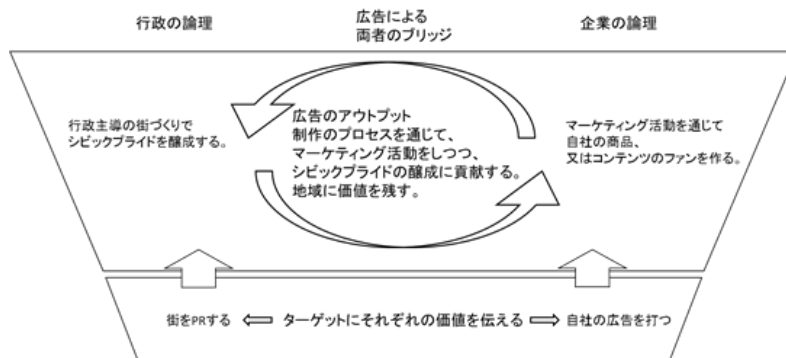 行政の論理
広告による
両者のブリッジ
企業の論理
行政主導の街づくりで
シビックプライドを醸成する。
広告のアウトプット
制作のプロセスを通じて、
マーケティング活動をしつつ、
シビックプライドの醸成に貢献する。
地域に価値を残す。
マーケティング活動を通じて
自社の商品、
又はコンテンツのファンを作る。
街をPRする
ターゲットにそれぞれの価値を伝える
自社の広告を打つ